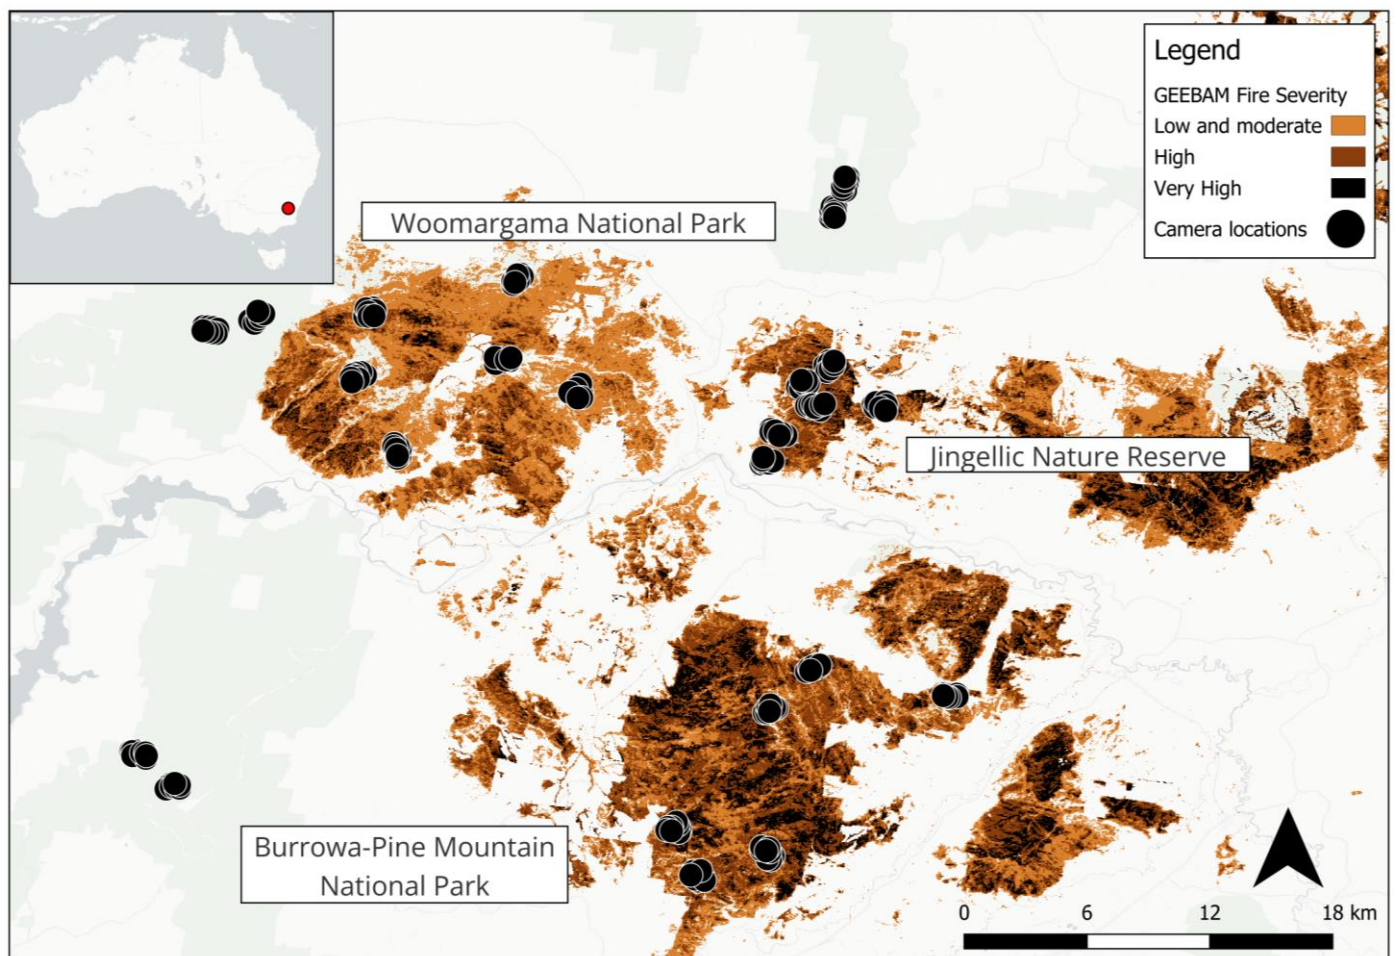 Legend
GEEBAM Fire Severity
Low and moderate
High
Very High
Camera locations
Woomargama National Park
Jingellic Nature Reserve
Burrowa-Pine Mountain
National Park
0 6 12 18 km